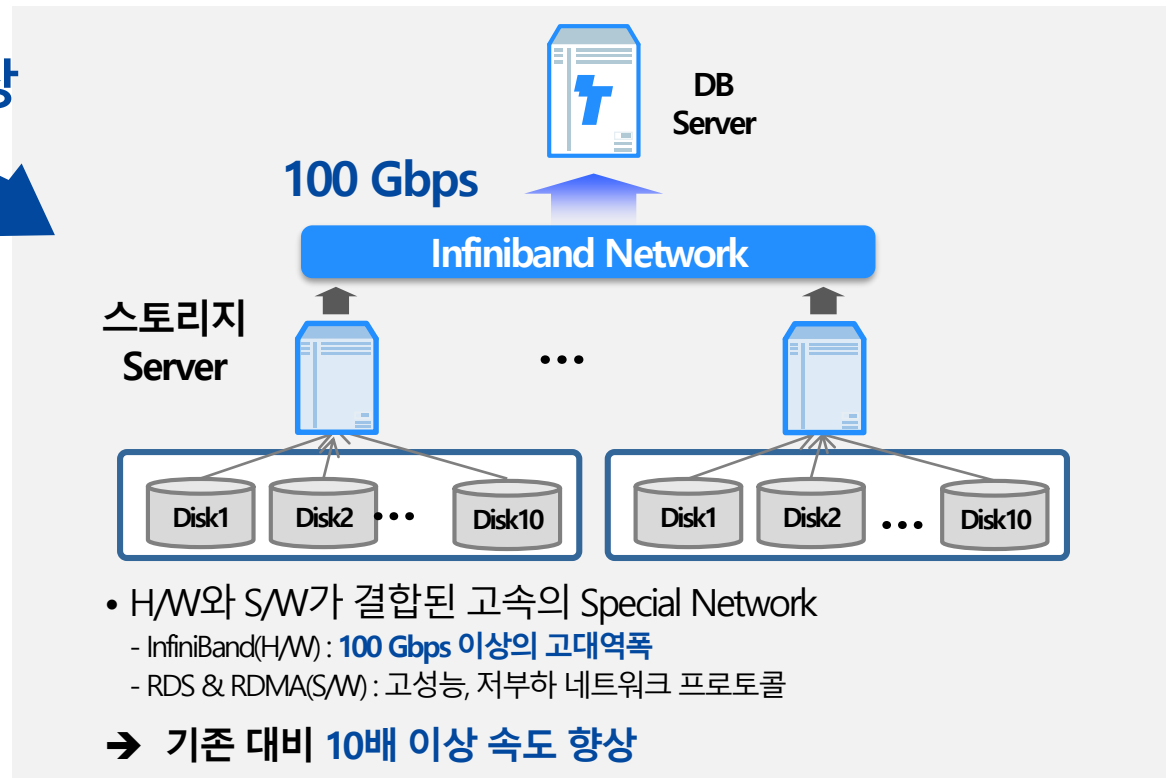 상
DB
Server
100 Gbps
Infiniband Network
스토리지
Server
...
Disk1 Disk2 ... Disk10 Disk1 Disk2 ... Disk10
• H/W와 S/W가 결합된 고속의 Special Network
- InfiniBand(H/W) : 100 Gbps 이상의 고대역폭
- RDS & RDMA(S/W) : 고성능, 저부하 네트워크 프로토콜
➔ 기존 대비 10배 이상 속도 향상